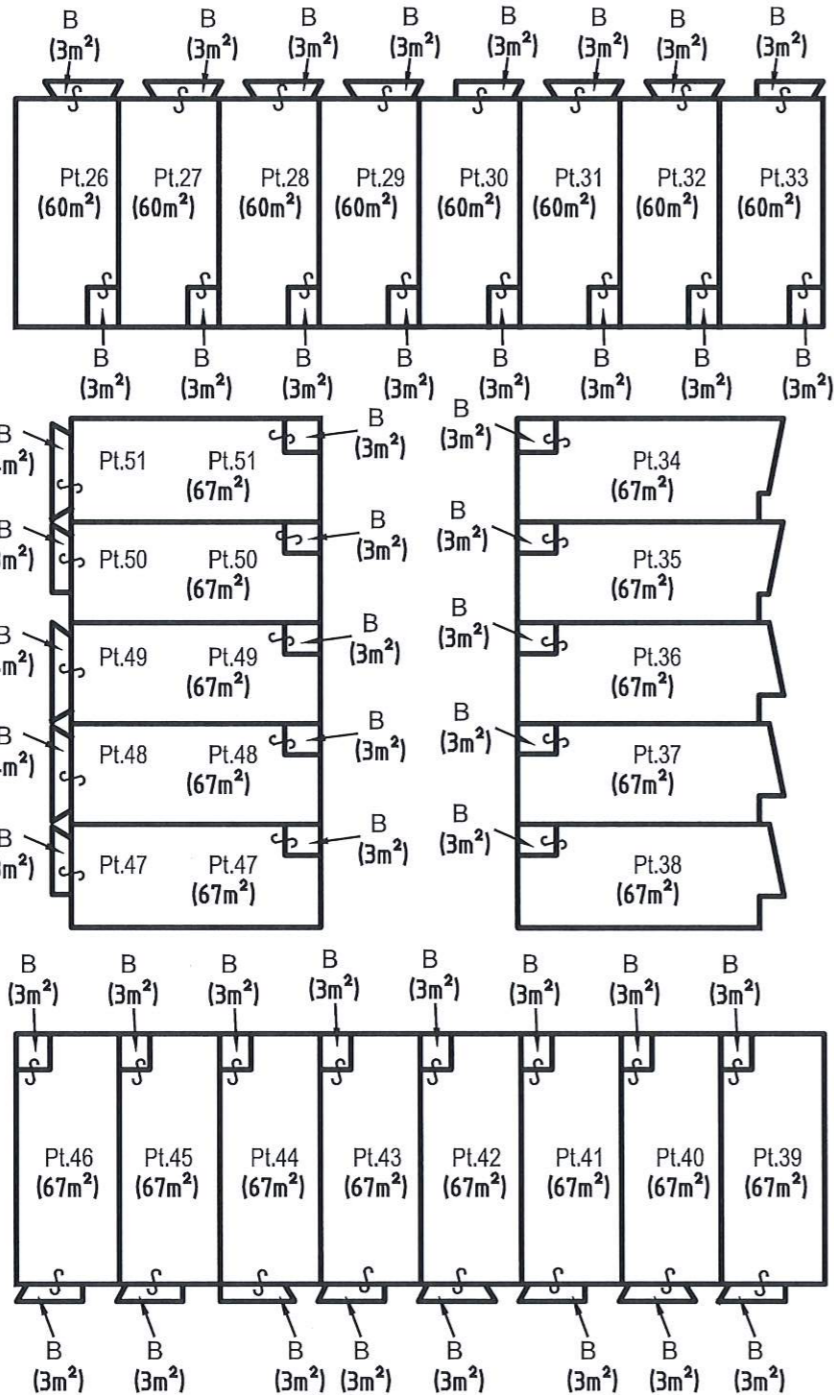 B B B B B B B B
(3m²) (3m²) (3m²) (3m²) (3m²) (3m²) (3m²) (3m²)
Pt.26 Pt.27 Pt.28 Pt.29 Pt.30 Pt.31 Pt.32 Pt.33
(60m²) (60m²) (60m²) (60m²) (60m²) (60m²) (60m²) (60m²)
B B B B B B B B
(3m²) (3m²) (3m²) (3m²) (3m²) (3m²) (3m²) (3m²)
B B B
m²) Pt.51 Pt.51 (3m²) (3m²) Pt.34
(67m²) (67m²)
B B B
m²) Pt.50 Pt.50 (3m²) (3m²) Pt.35
(67m²) (67m²)
B B B
m²) Pt.49 Pt.49 (3m²) (3m²) Pt.36
(67m²) (67m²)
B B B
m²) Pt.48 Pt.48 (3m²) (3m²) Pt.37
(67m²) (67m²)
B B B
m²) Pt.47 Pt.47 (3m²) (3m²) Pt.38
(67m²) (67m²)
B B B B B B B B
(3m²) (3m²) (3m²) (3m²) (3m²) (3m²) (3m²) (3m²)
Pt.46 Pt.45 Pt.44 Pt.43 Pt.42 Pt.41 Pt.40 Pt.39
(67m²) (67m²) (67m²) (67m²) (67m²) (67m²) (67m²) (67m²)
B B B B B B B B
(3m²) (3m²) (3m²) (3m²) (3m²) (3m²) (3m²) (3m²)